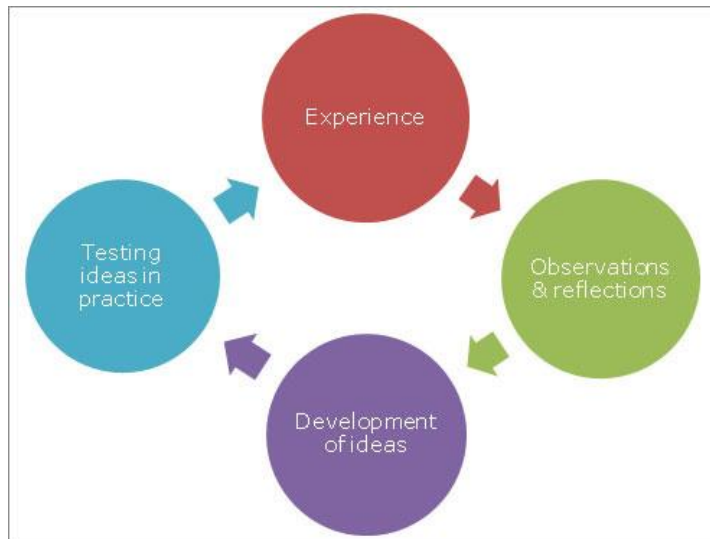 Experience
Observations
& reflections
Development
of ideas
Testing
ideas in
practice